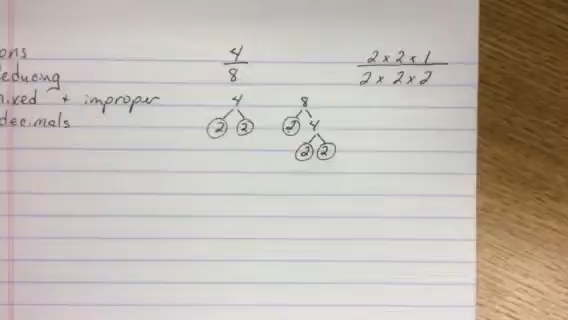 ons
educing
mixed + improper
decimals
4
8
4
2 2
8
2 4
2 2
2 x 2 x 1
2 x 2 x 2